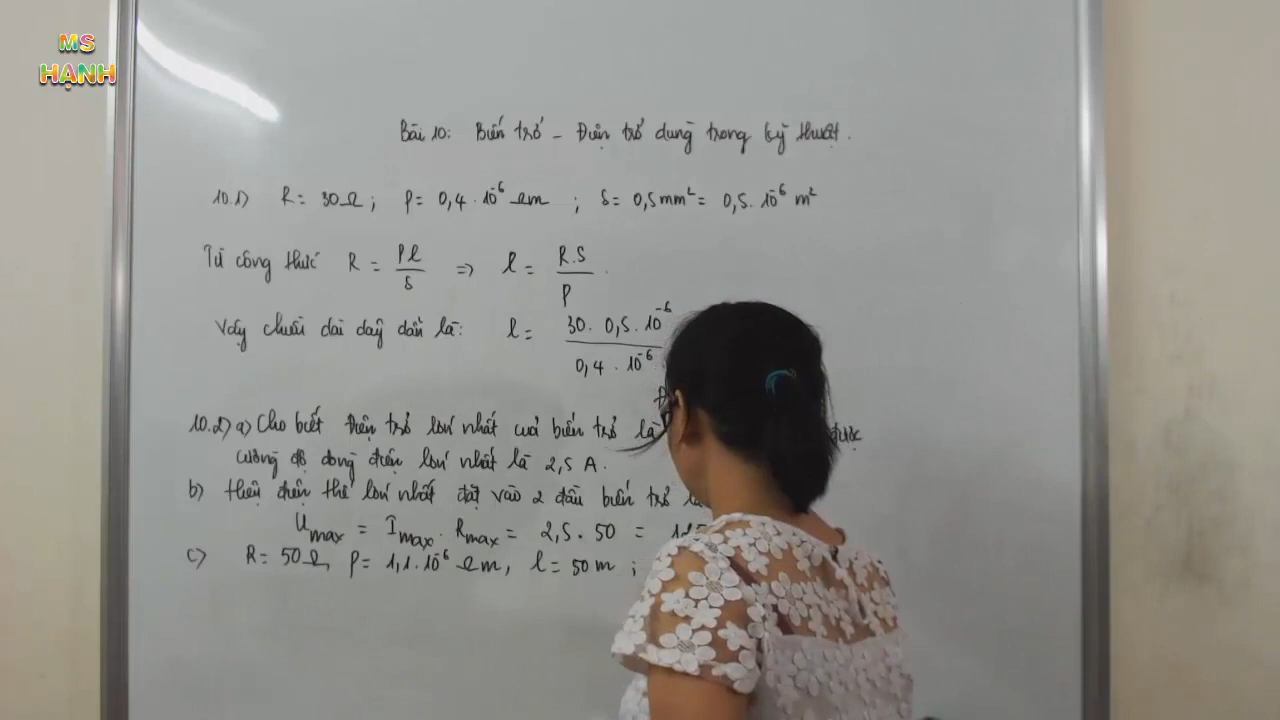 MS
HẠNH
Bài 10: Biến trở - Điện trở dùng trong kỹ thuật.
10.1) R = 30Ω ; ρ = 0,4 . 10⁻⁶ Ωm ; S = 0,5 mm² = 0,5. 10⁻⁶ m²
Từ công thức R = ρl / S => l = R.S / ρ .
Vậy chiều dài dây dẫn là: l = 30. 0,5. 10⁻⁶ / 0,4 . 10⁻⁶
10.2) a) Cho biết Điện trở lớn nhất của biến trở là được
cường độ dòng điện lớn nhất là 2,5 A.
b) Hiệu điện thế lớn nhất đặt vào 2 đầu biến trở
Umax = Imax . Rmax = 2,5 . 50 =
c) R = 50Ω, ρ = 1,1. 10⁻⁶ Ωm, l = 50 m ;